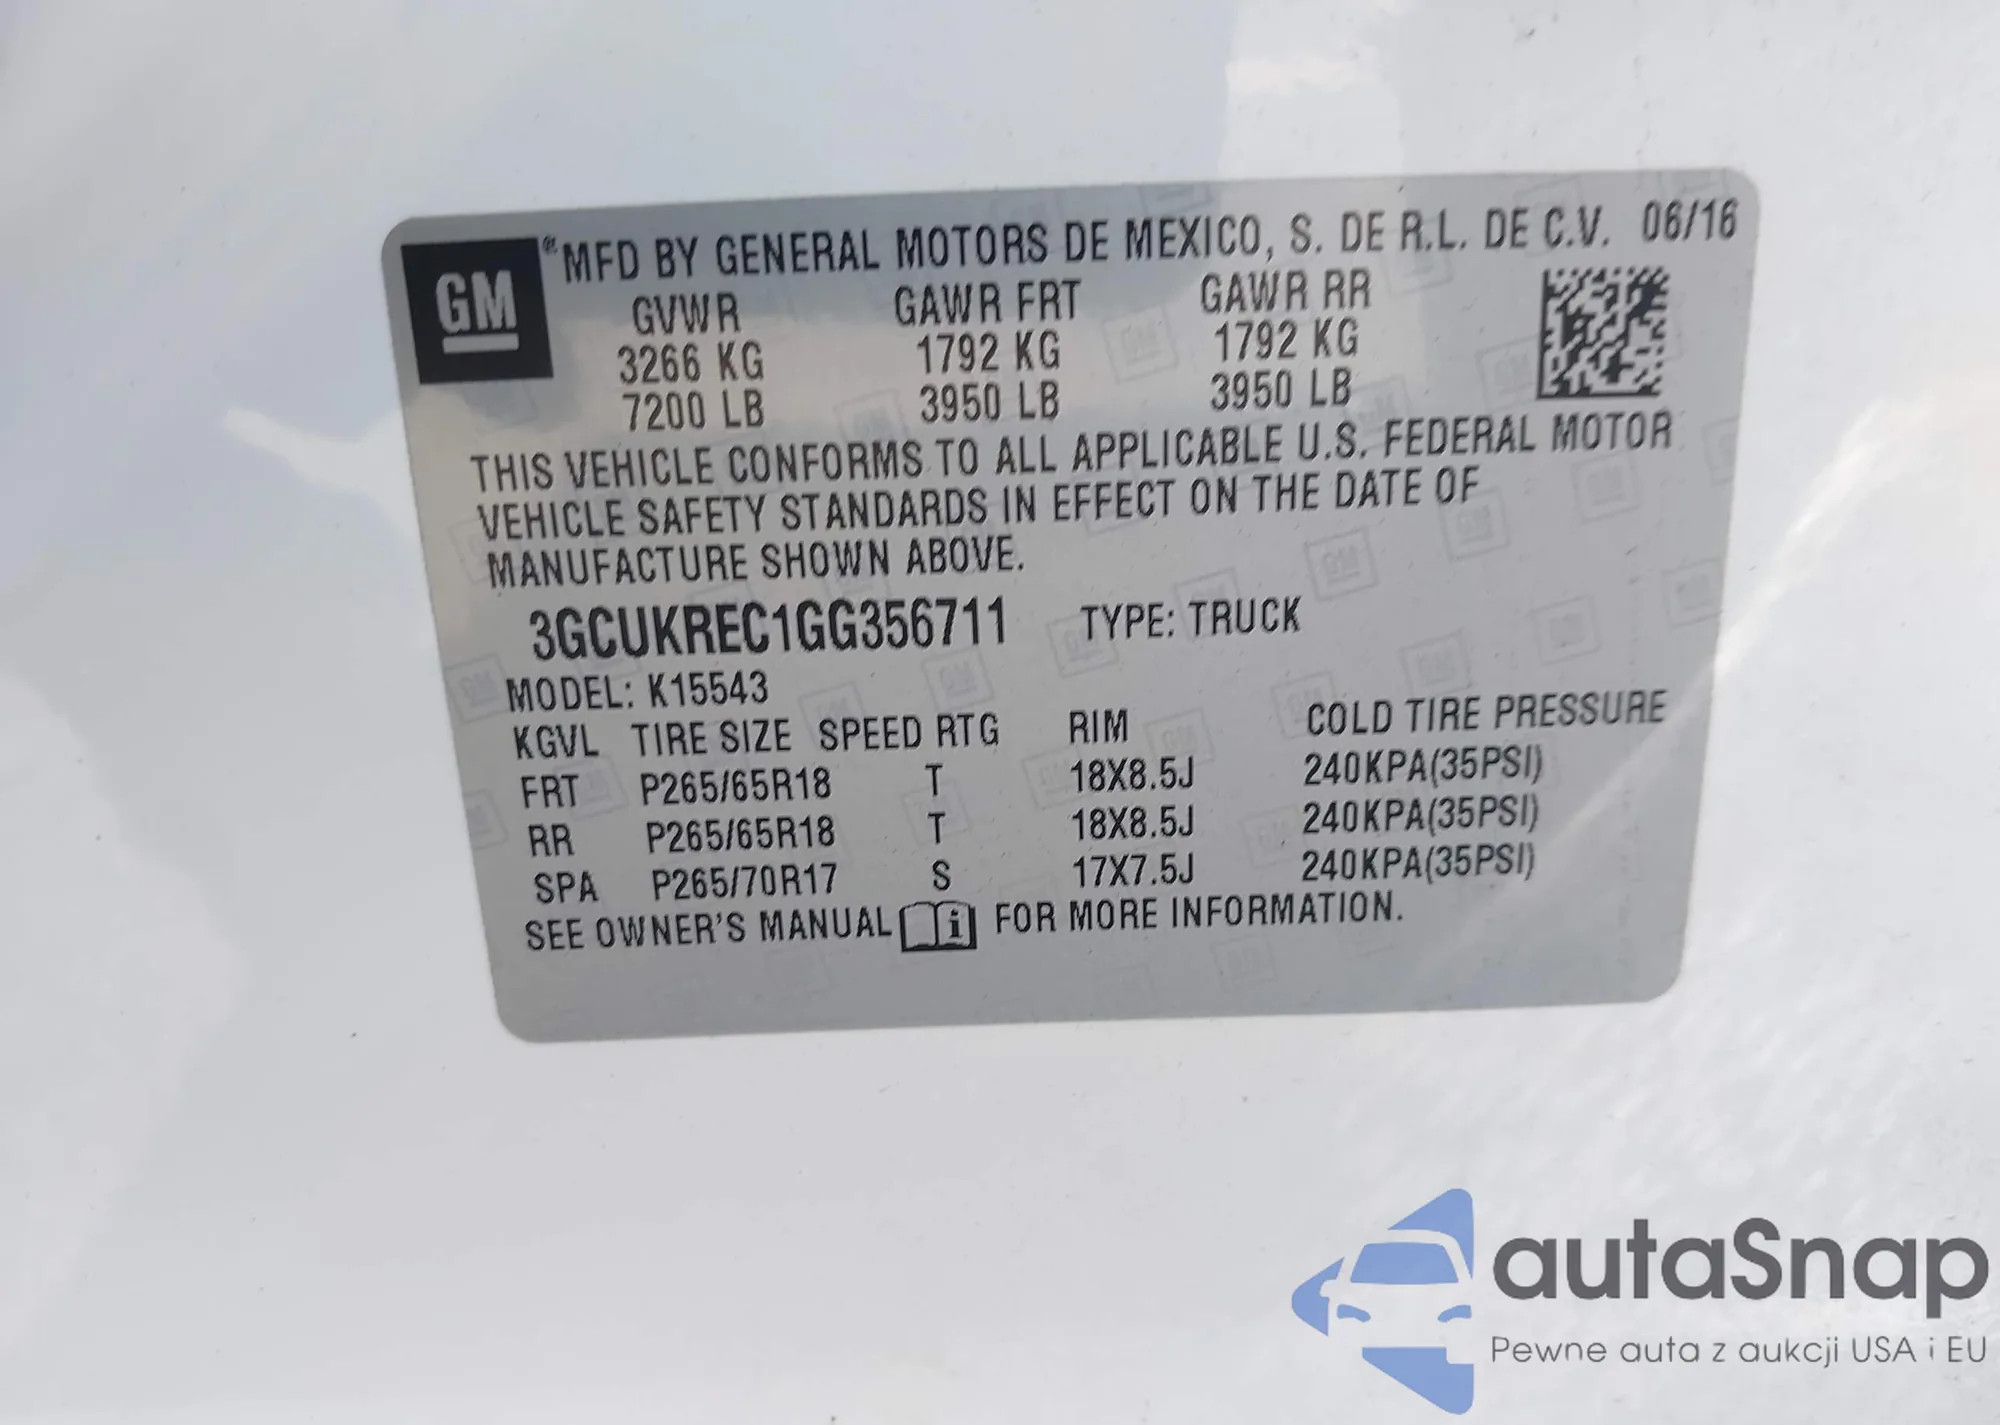 GM
® MFD BY GENERAL MOTORS DE MEXICO, S. DE R.L. DE C.V. 06/16
GVWR GAWR FRT GAWR RR
3266 KG 1792 KG 1792 KG
7200 LB 3950 LB 3950 LB
THIS VEHICLE CONFORMS TO ALL APPLICABLE U.S. FEDERAL MOTOR
VEHICLE SAFETY STANDARDS IN EFFECT ON THE DATE OF
MANUFACTURE SHOWN ABOVE.
3GCUKREC1GG356711 TYPE: TRUCK
MODEL: K15543
KGVL TIRE SIZE SPEED RTG RIM COLD TIRE PRESSURE
FRT P265/65R18 T 18X8.5J 240KPA(35PSI)
RR P265/65R18 T 18X8.5J 240KPA(35PSI)
SPA P265/70R17 S 17X7.5J 240KPA(35PSI)
SEE OWNER'S MANUAL i FOR MORE INFORMATION.
autaSnap
Pewne auta z aukcji USA i EU